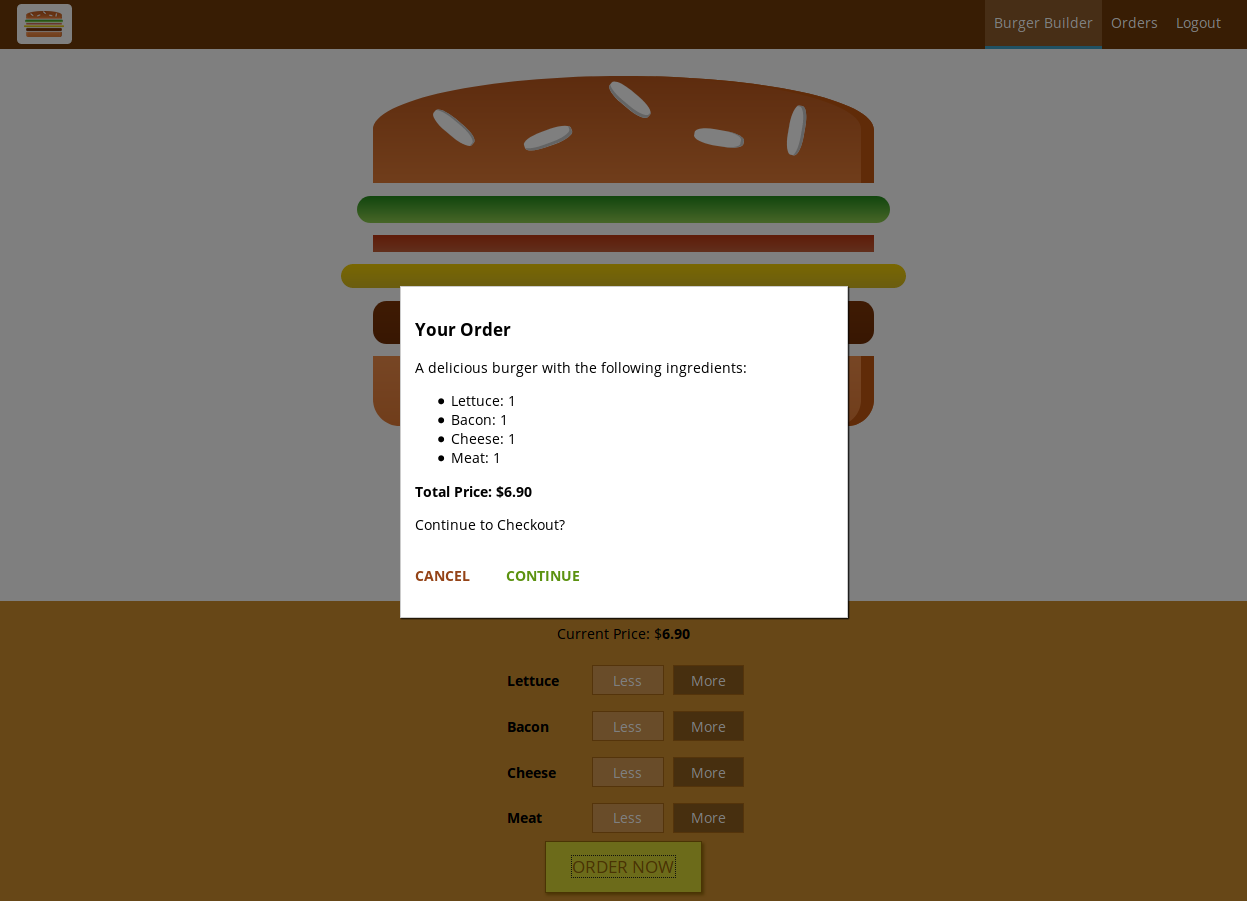 Burger Builder Orders Logout
Your Order
A delicious burger with the following ingredients:
Lettuce: 1
Bacon: 1
Cheese: 1
Meat: 1
Total Price: $6.90
Continue to Checkout?
CANCEL CONTINUE
Current Price: $6.90
Lettuce Less More
Bacon Less More
Cheese Less More
Meat Less More
ORDER NOW